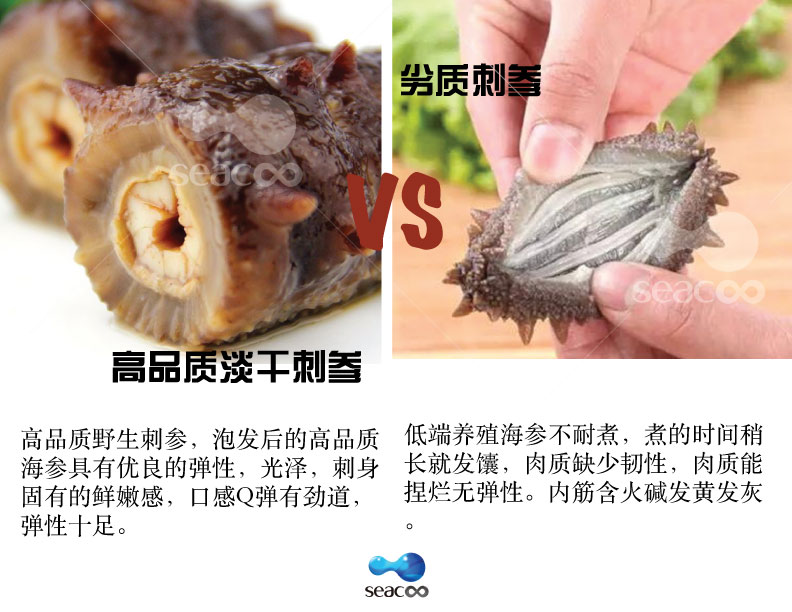 劣质刺参
seacoo
VS
seacoo
高品质淡干刺参
高品质野生刺参，泡发后的高品质
海参具有优良的弹性，光泽，刺身
固有的鲜嫩感，口感Q弹有劲道，
弹性十足。
低端养殖海参不耐煮，煮的时间稍
长就发馕，肉质缺少韧性，肉质能
捏烂无弹性。内筋含火碱发黄发灰
。
seacoo